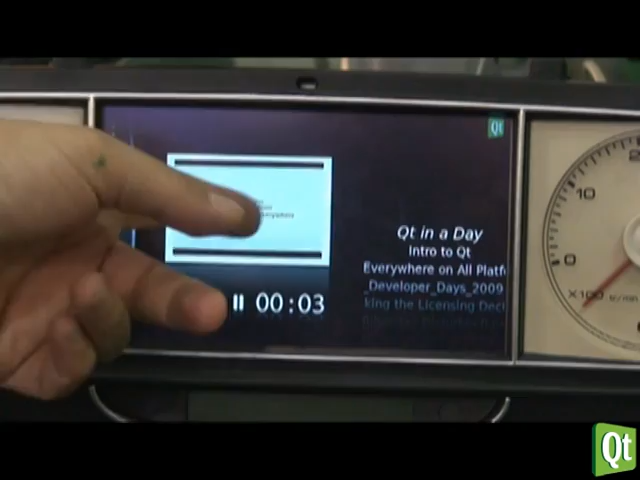 Qt
Qt in a Day
Intro to Qt
Everywhere on All Platf
_Developer_Days_2009
king the Licensing Deci
00:03
10
0
X100
Qt